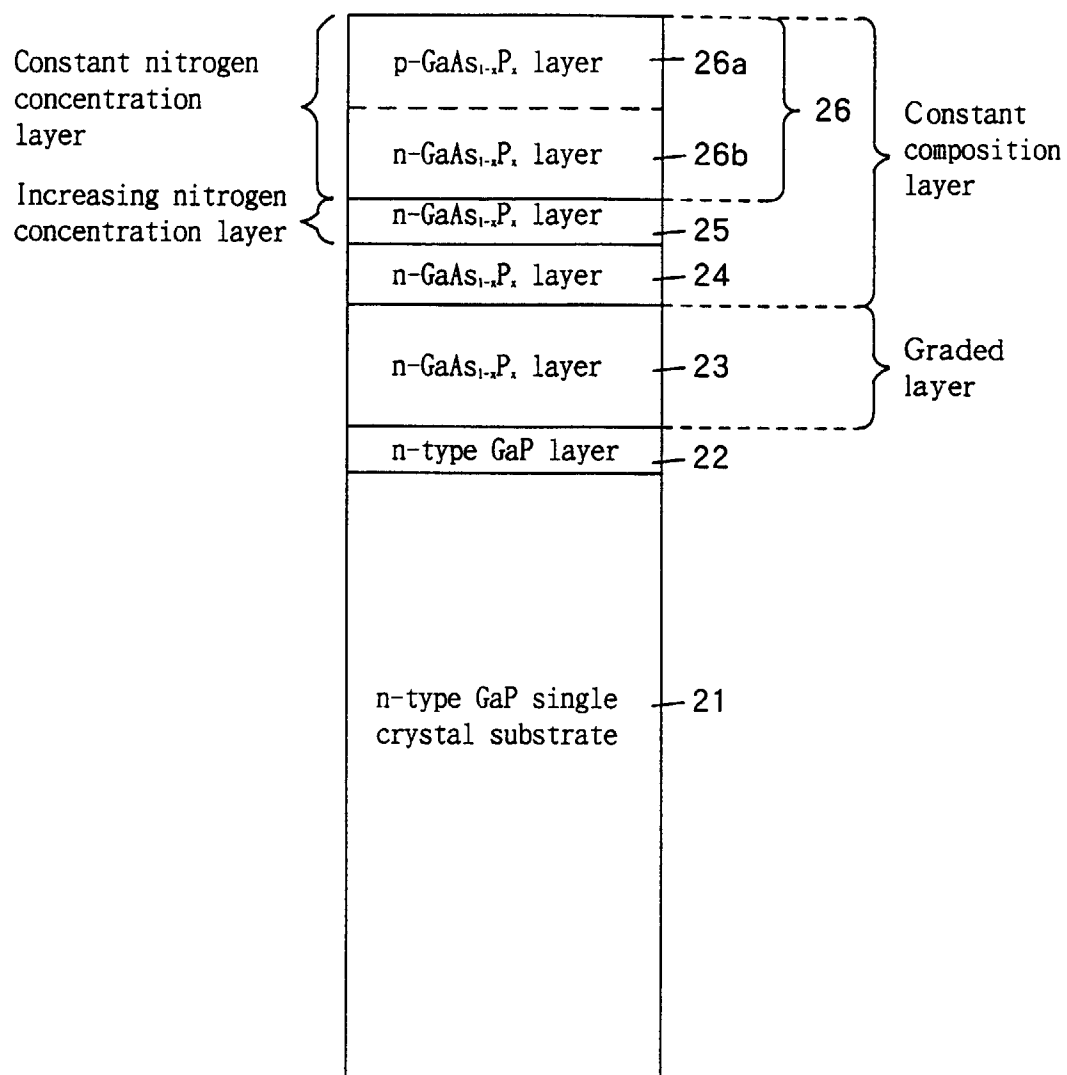 Constant nitrogen
concentration
layer
Increasing nitrogen
concentration layer
p-GaAs₁₋ₓPₓ layer
26a
n-GaAs₁₋ₓPₓ layer
26b
26
n-GaAs₁₋ₓPₓ layer
25
n-GaAs₁₋ₓPₓ layer
24
Constant
composition
layer
n-GaAs₁₋ₓPₓ layer
23
Graded
layer
n-type GaP layer
22
n-type GaP single
crystal substrate
21